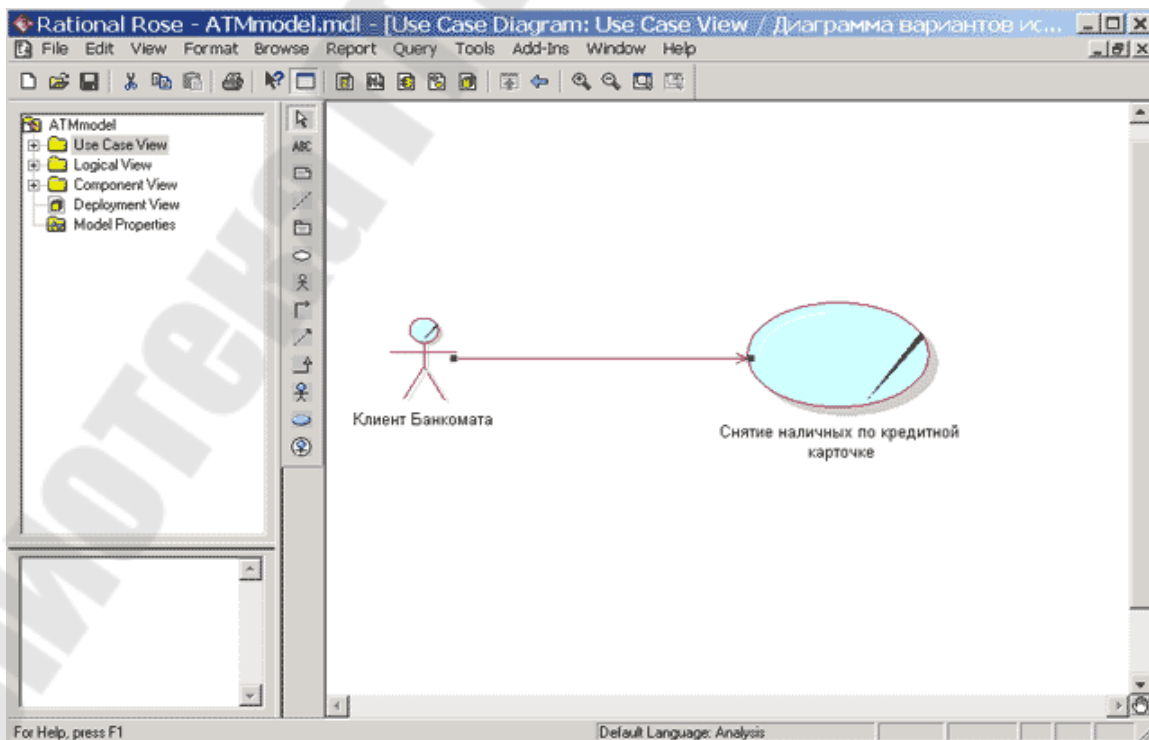 Rational Rose - ATMmodel.mdl - [Use Case Diagram: Use Case View / Диаграмма вариантов ис...
File Edit View Format Browse Report Query Tools Add-Ins Window Help
ATMmodel
Use Case View
Logical View
Component View
Deployment View
Model Properties
ABC
Клиент Банкомата
Снятие наличных по кредитной
карточке
For Help, press F1
Default Language: Analysis